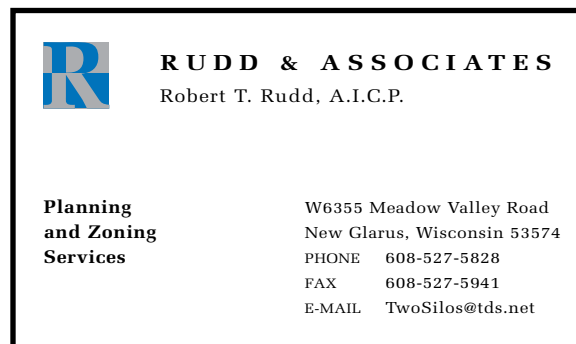 R
RUDD & ASSOCIATES
Robert T. Rudd, A.I.C.P.
Planning
and Zoning
Services
W6355 Meadow Valley Road
New Glarus, Wisconsin 53574
PHONE 608-527-5828
FAX 608-527-5941
E-MAIL TwoSilos@tds.net